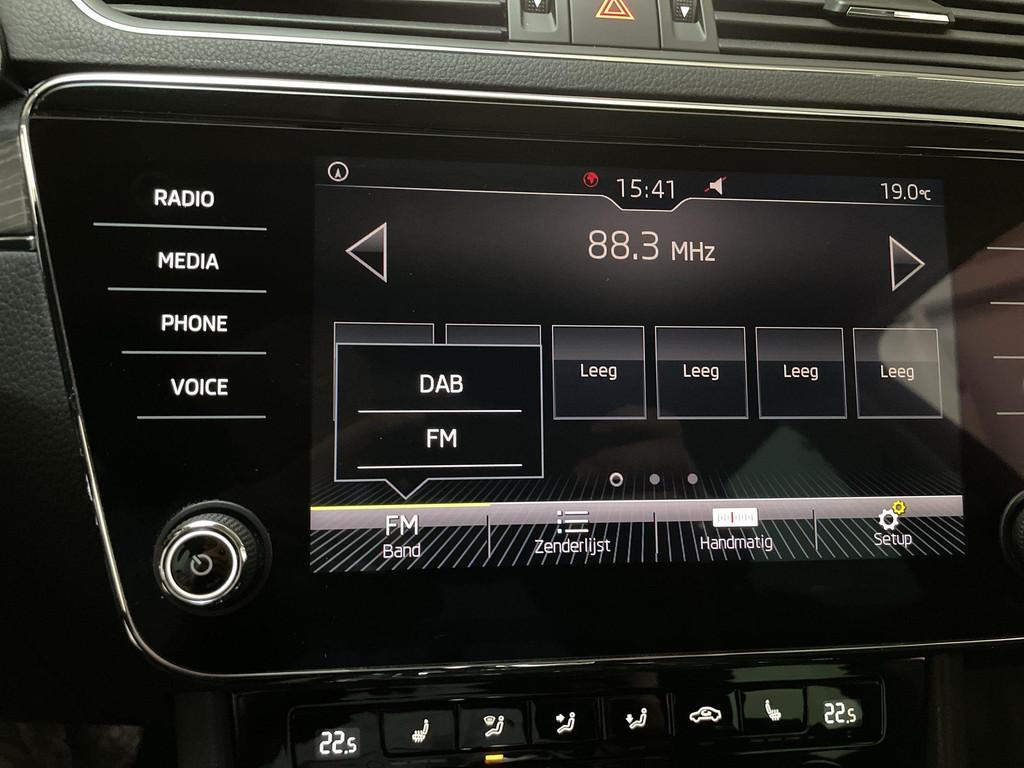 15:41
19.0°C
88.3 MHz
RADIO
MEDIA
PHONE
VOICE
DAB
FM
Leeg
Leeg
Leeg
Leeg
FM
Band
Zenderlijst
Handmatig
Setup
22.5
22.5